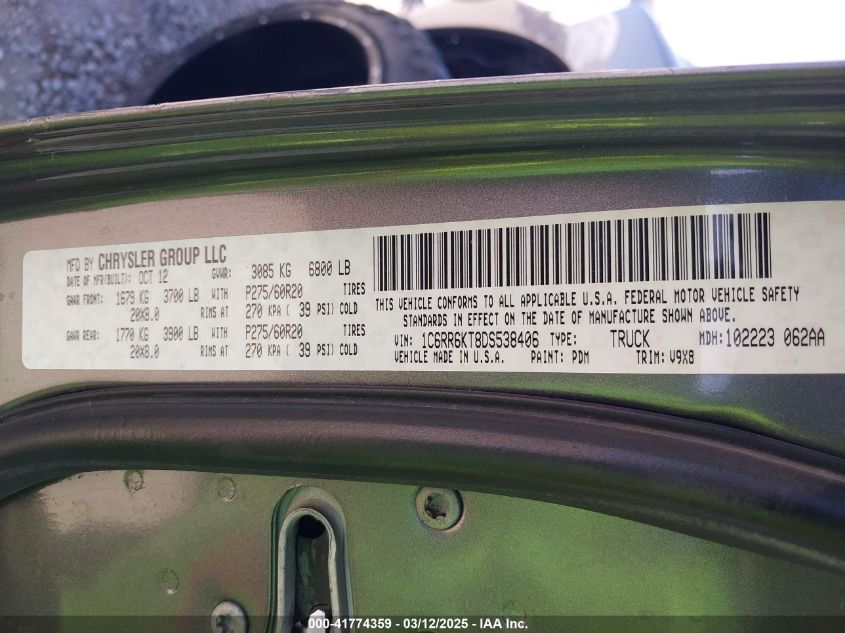 MFD BY CHRYSLER GROUP LLC
DATE OF MFR(BUILT): OCT 12 GVWR: 3085 KG 6800 LB
GAWR FRONT: 1679 KG 3700 LB WITH P275/60R20 TIRES
20X8.0 RIMS AT 270 KPA( 39 PSI) COLD
GAWR REAR: 1770 KG 3900 LB WITH P275/60R20 TIRES
20X8.0 RIMS AT 270 KPA( 39 PSI) COLD
THIS VEHICLE CONFORMS TO ALL APPLICABLE U.S.A. FEDERAL MOTOR VEHICLE SAFETY
STANDARDS IN EFFECT ON THE DATE OF MANUFACTURE SHOWN ABOVE.
VIN: 1C6RR6KT8DS538406 TYPE: TRUCK MDH:102223 062AA
VEHICLE MADE IN U.S.A. PAINT: PDM TRIM: V9X8
000-41774359 | 03/12/2025 - IAA Inc.